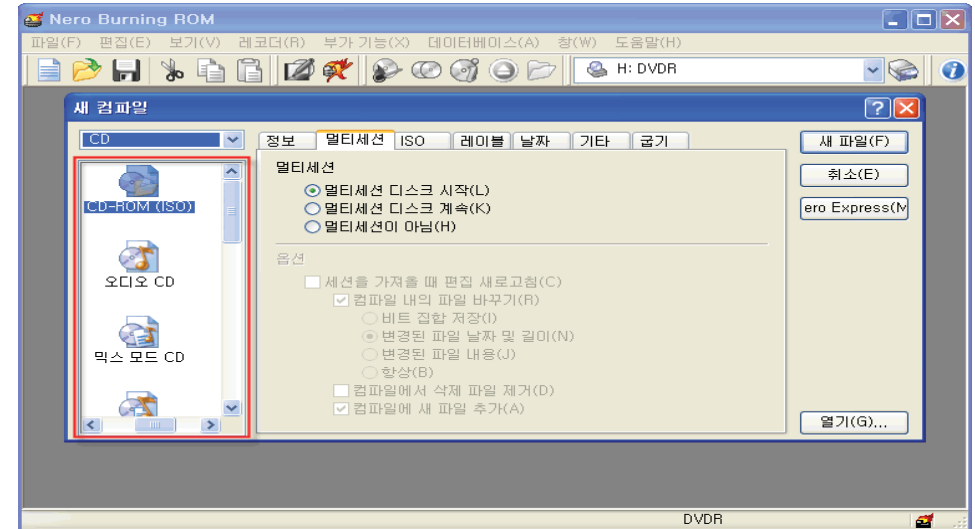 Nero Burning ROM
파일(F) 편집(E) 보기(V) 레코더(R) 부가 기능(X) 데이터베이스(A) 창(W) 도움말(H)
H: DVDR
새 컴파일
CD
정보 멀티세션 ISO 레이블 날짜 기타 굽기
새 파일(F)
취소(E)
ero Express(M
CD-ROM (ISO)
오디오 CD
믹스 모드 CD
멀티세션
멀티세션 디스크 시작(L)
멀티세션 디스크 계속(K)
멀티세션이 아님(H)
옵션
세션을 가져올 때 편집 새로고침(C)
컴파일 내의 파일 바꾸기(R)
비트 집합 저장(I)
변경된 파일 날짜 및 길이(N)
변경된 파일 내용(J)
항상(B)
컴파일에서 삭제 파일 제거(D)
컴파일에 새 파일 추가(A)
열기(G)...
DVDR